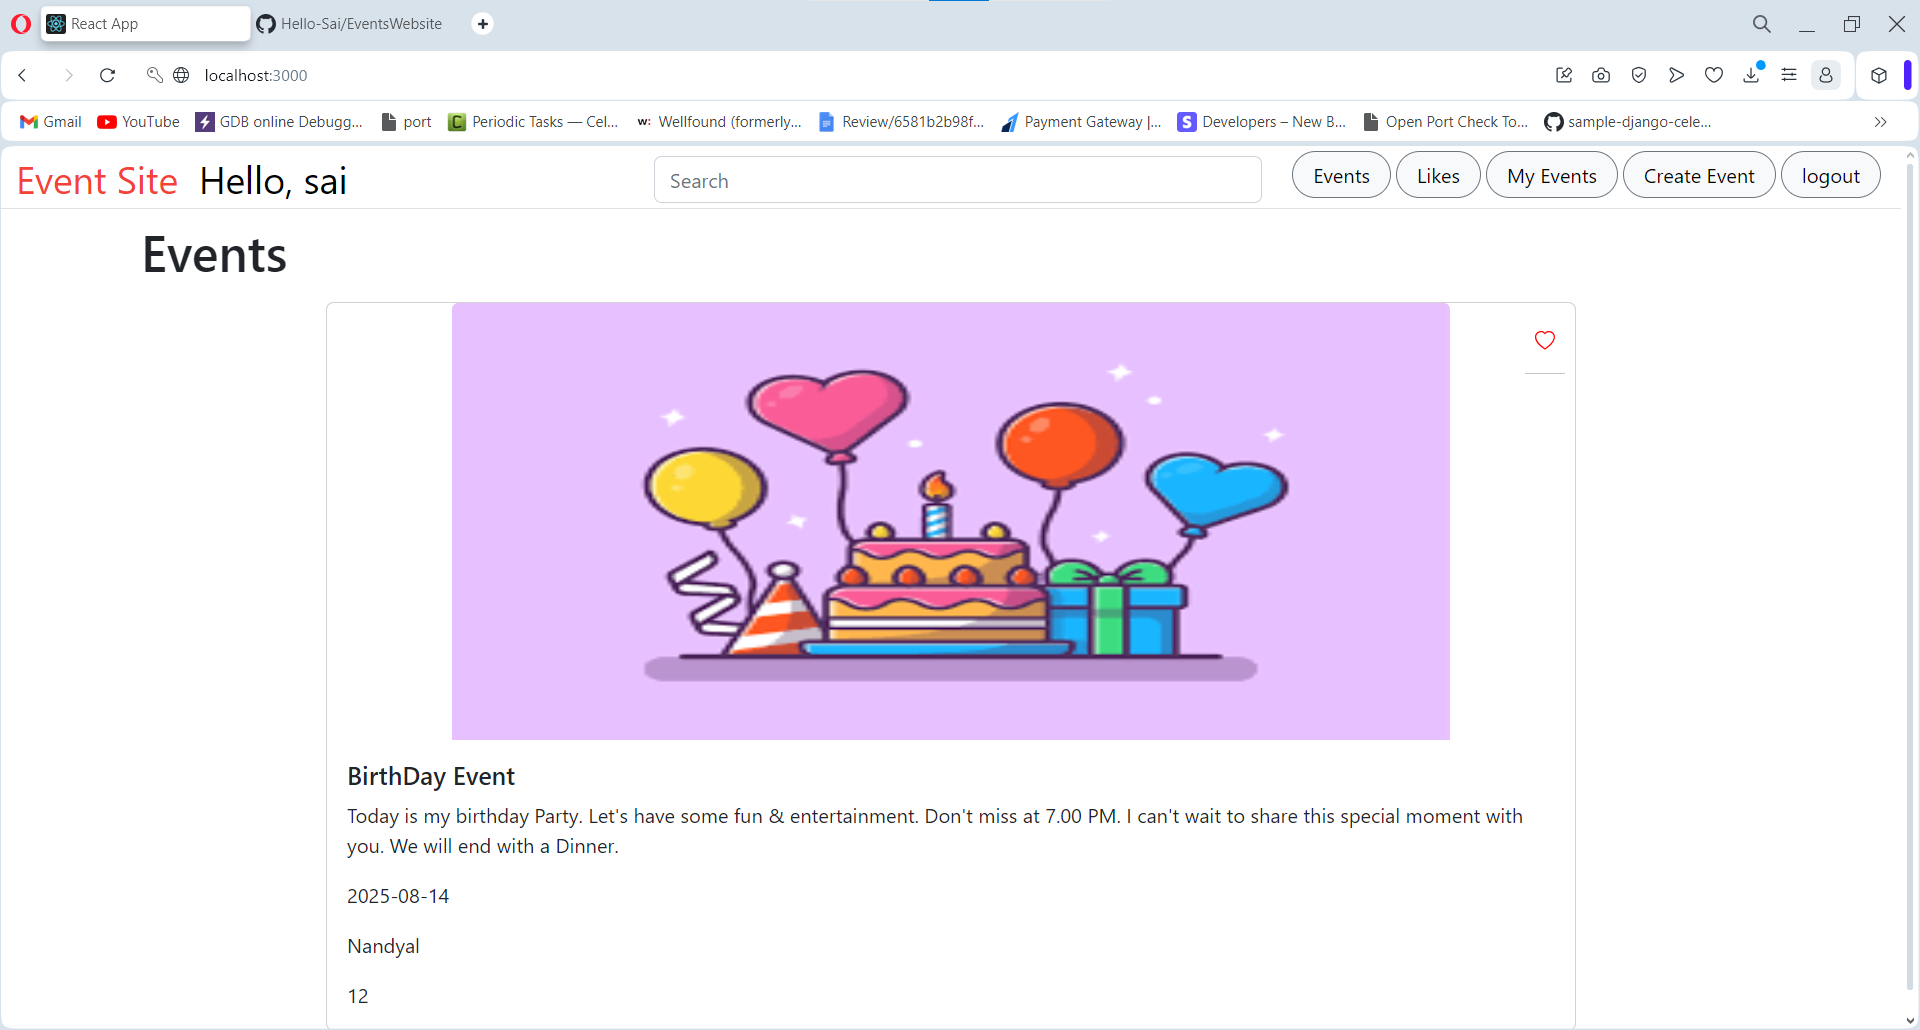 React App
Hello-Sai/EventsWebsite
localhost:3000
Gmail
YouTube
GDB online Debugg...
port
Periodic Tasks — Cel...
Wellfound (formerly...
Review/6581b2b98f...
Payment Gateway |...
Developers – New B...
Open Port Check To...
sample-django-cele...
Event Site
Hello, sai
Search
Events
Likes
My Events
Create Event
logout
Events
BirthDay Event
Today is my birthday Party. Let's have some fun & entertainment. Don't miss at 7.00 PM. I can't wait to share this special moment with
you. We will end with a Dinner.
2025-08-14
Nandyal
12